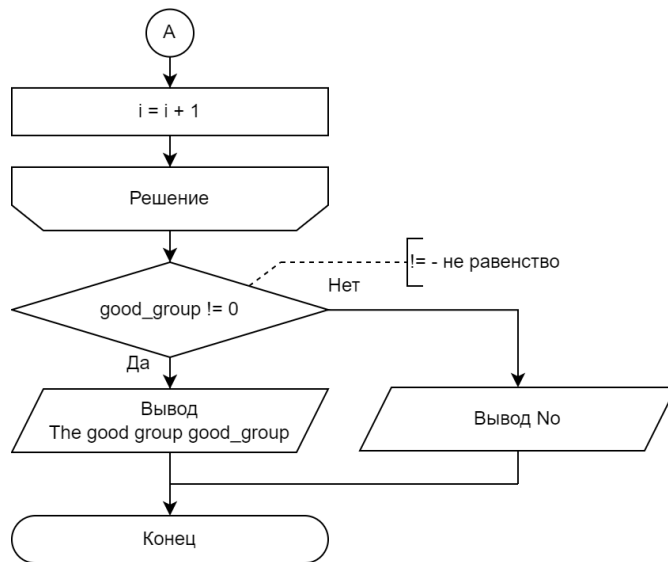 A
i = i + 1
Решение
!= - не равенство
Нет
good_group != 0
Да
Вывод
The good group good_group
Вывод No
Конец